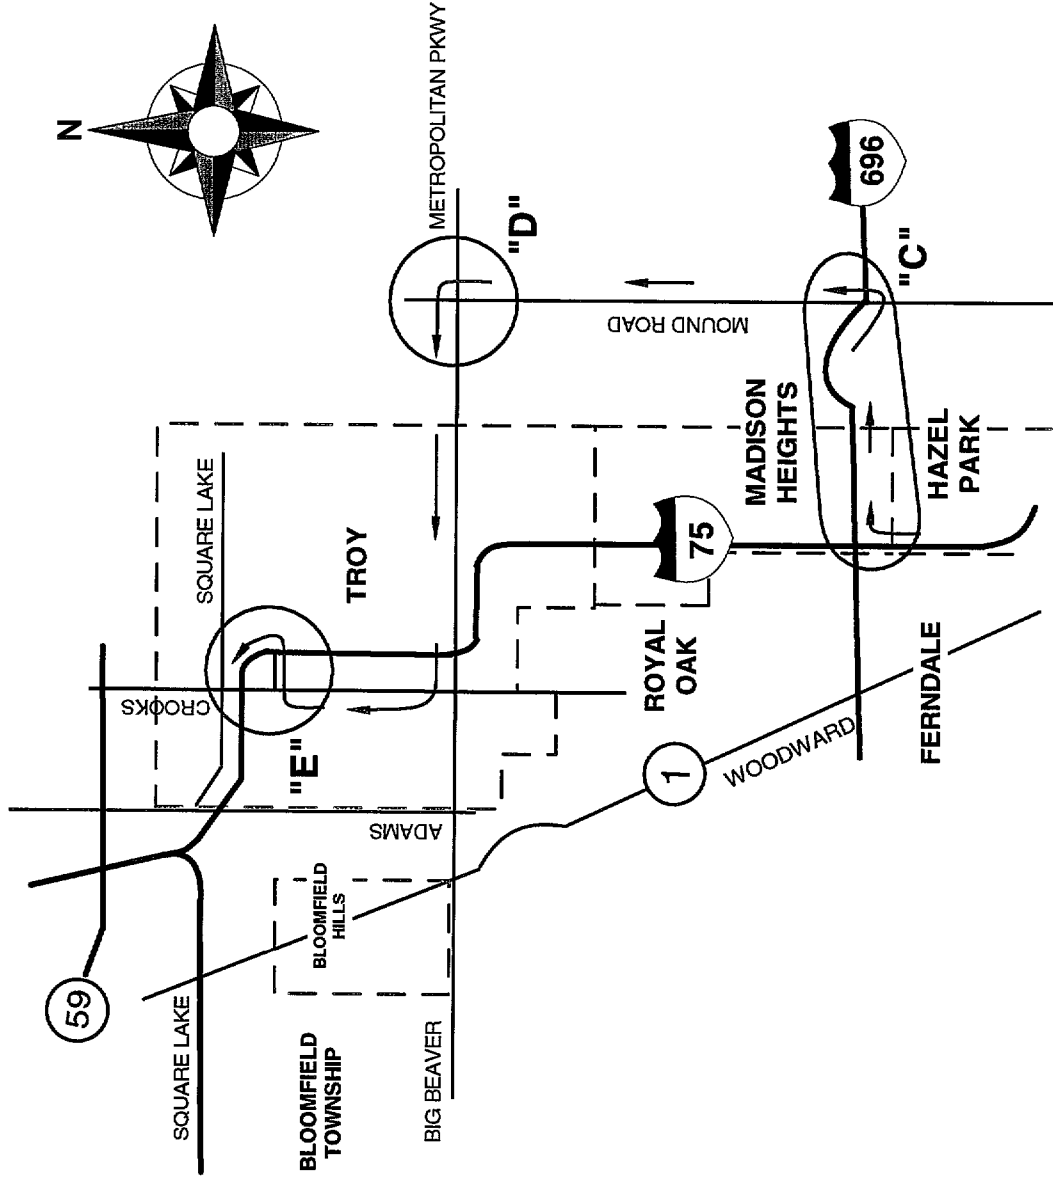 N
METROPOLITAN PKWY
"D"
696
"C"
MOUND ROAD
MADISON
HEIGHTS
HAZEL
PARK
SQUARE LAKE
TROY
75
CROOKS
"E"
ROYAL
OAK
FERNDALE
1
WOODWARD
ADAMS
BLOOMFIELD
HILLS
59
SQUARE LAKE
BLOOMFIELD
TOWNSHIP
BIG BEAVER